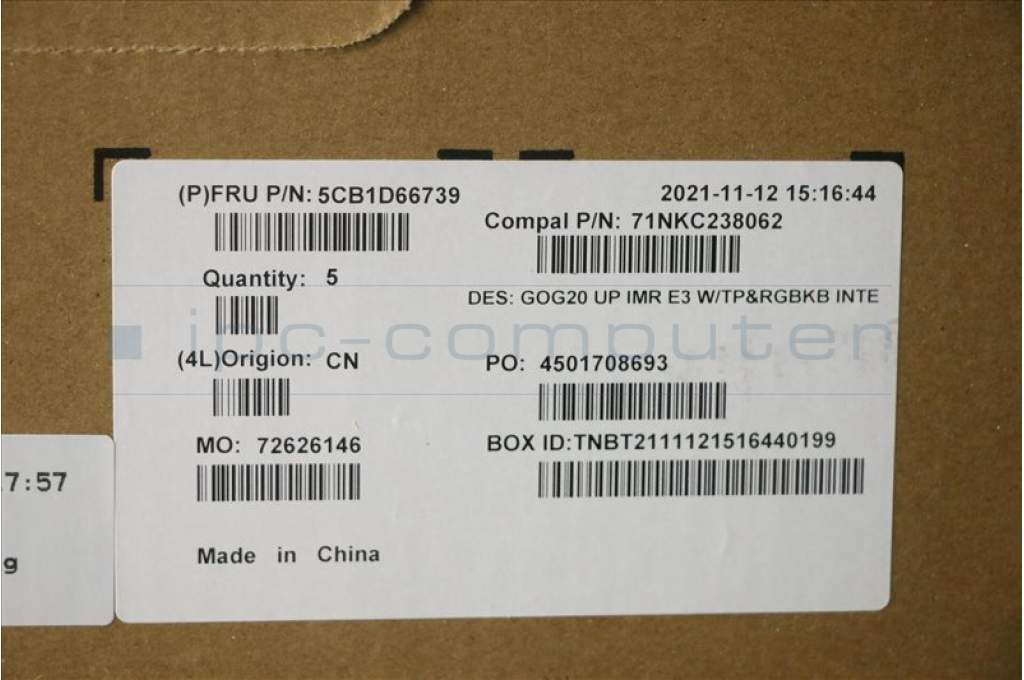 (P)FRU P/N: 5CB1D66739
2021-11-12 15:16:44
Compal P/N: 71NKC238062
Quantity: 5
DES: GOG20 UP IMR E3 W/TP&RGBKB INTE
ipc-computer
(4L)Origion: CN
PO: 4501708693
MO: 72626146
BOX ID:TNBT2111121516440199
Made in China
7:57
g